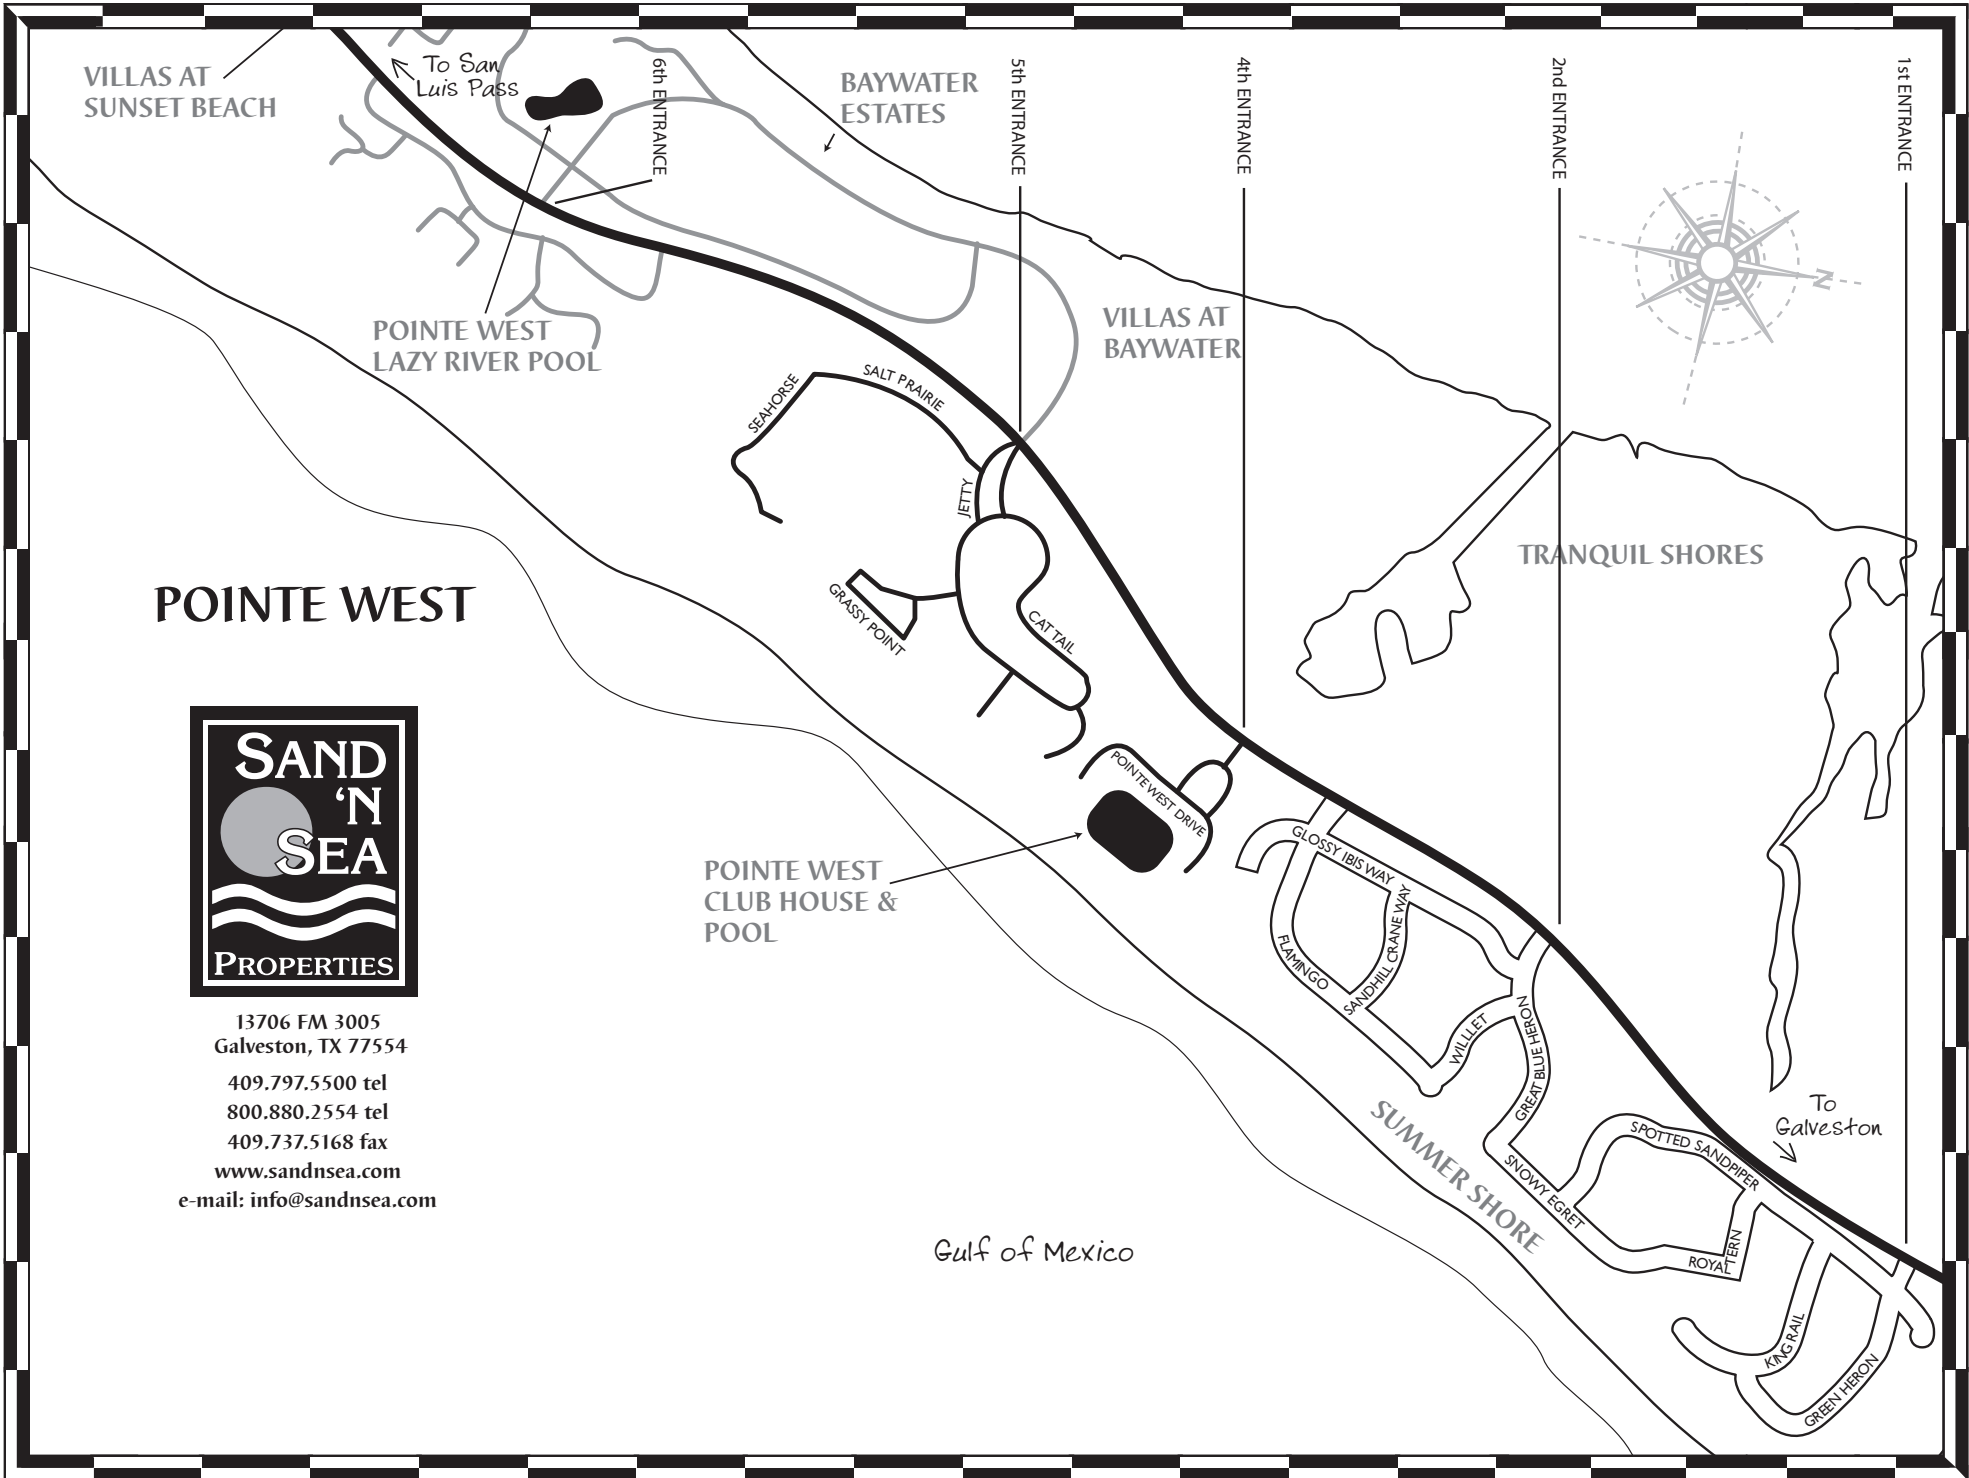 VILLAS AT
SUNSET BEACH
To San
Luis Pass
6th ENTRANCE
BAYWATER
ESTATES
5th ENTRANCE
4th ENTRANCE
2nd ENTRANCE
1st ENTRANCE
N
POINTE WEST
LAZY RIVER POOL
VILLAS AT
BAYWATER
SEAHORSE
SALT PRAIRIE
JETTY
GRASSY POINT
CAT TAIL
TRANQUIL SHORES
POINTE WEST
SAND
‘N
SEA
PROPERTIES
13706 FM 3005
Galveston, TX 77554
409.797.5500 tel
800.880.2554 tel
409.737.5168 fax
www.sandnsea.com
e-mail: info@sandnsea.com
POINTE WEST DRIVE
POINTE WEST
CLUB HOUSE &
POOL
GLOSSY IBIS WAY
FLAMINGO
SANDHILL CRANE WAY
WILLLET
GREAT BLUE HERON
SUMMER SHORE
SNOWY EGRET
SPOTTED SANDPIPER
ROYAL
TERN
To
Galveston
KING RAIL
GREEN HERON
Gulf of Mexico